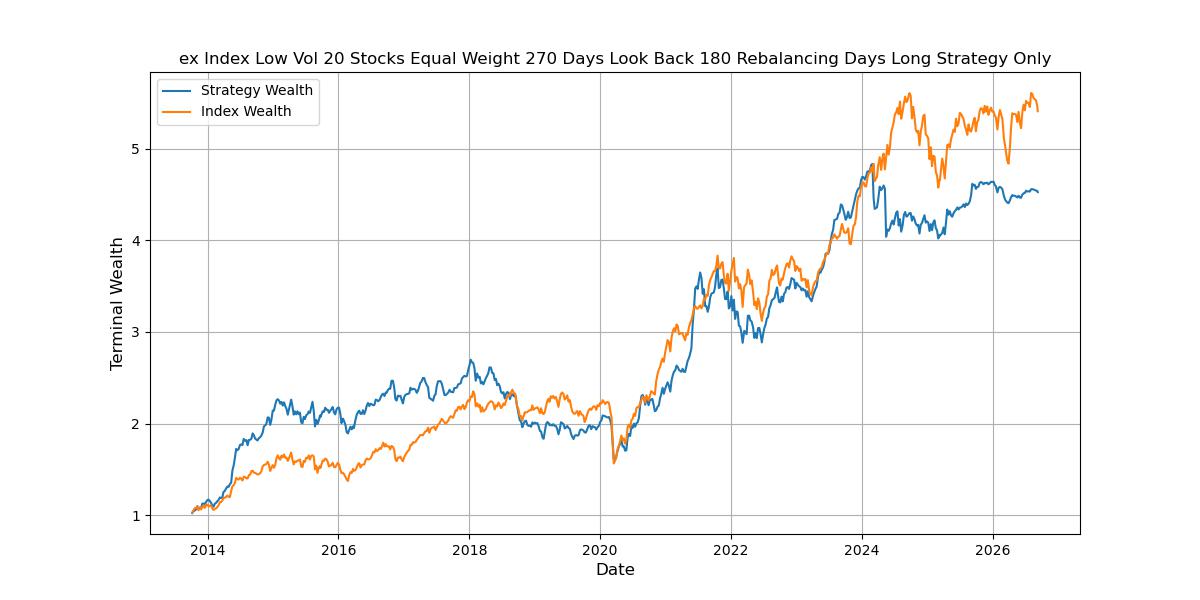 ex Index Low Vol 20 Stocks Equal Weight 270 Days Look Back 180 Rebalancing Days Long Strategy Only
Strategy Wealth
Index Wealth
Terminal Wealth
5
4
3
2
1
2014 2016 2018 2020 2022 2024 2026
Date